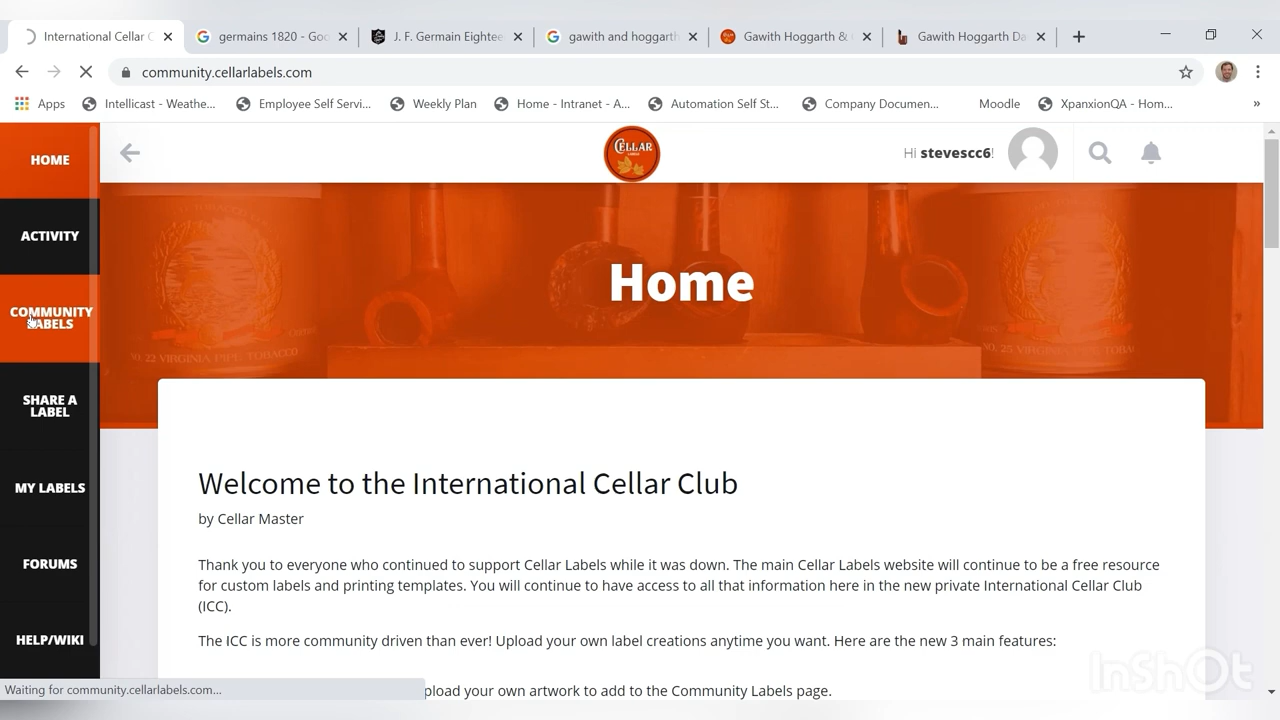 International Cellar C
germains 1820 - Goo
J. F. Germain Eightee
gawith and hoggarth
Gawith Hoggarth & 
Gawith Hoggarth Da
community.cellarlabels.com
Apps
Intellicast - Weathe...
Employee Self Servi...
Weekly Plan
Home - Intranet - A...
Automation Self St...
Company Documen...
Moodle
XpanxionQA - Hom...
»
HOME
ACTIVITY
COMMUNITY
LABELS
SHARE A
LABEL
MY LABELS
FORUMS
HELP/WIKI
CELLAR
Hi stevescc6!
Home
NO. 22 VIRGINIA PIPE TOBACCO
Welcome to the International Cellar Club
by Cellar Master
Thank you to everyone who continued to support Cellar Labels while it was down. The main Cellar Labels website will continue to be a free resource
for custom labels and printing templates. You will continue to have access to all that information here in the new private International Cellar Club
(ICC).
The ICC is more community driven than ever! Upload your own label creations anytime you want. Here are the new 3 main features:
pload your own artwork to add to the Community Labels page.
Waiting for community.cellarlabels.com...
InShOt